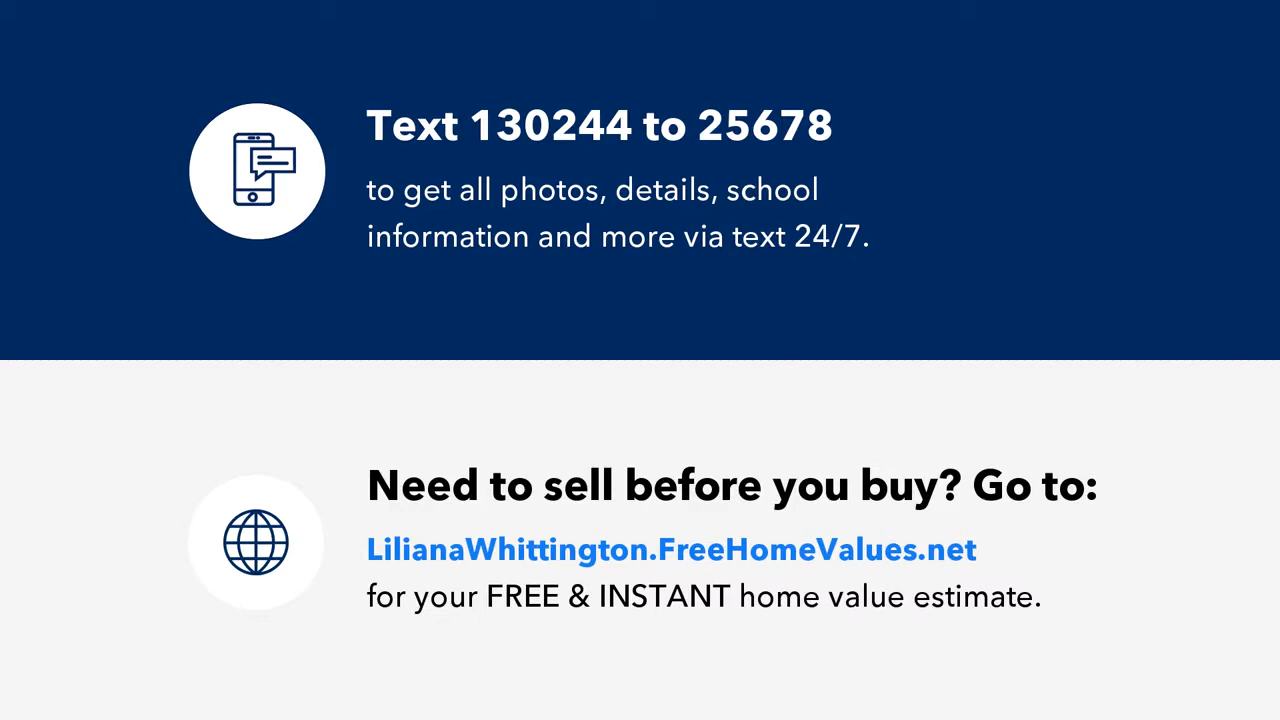 Text 130244 to 25678
to get all photos, details, school
information and more via text 24/7.
Need to sell before you buy? Go to:
LilianaWhittington.FreeHomeValues.net
for your FREE & INSTANT home value estimate.